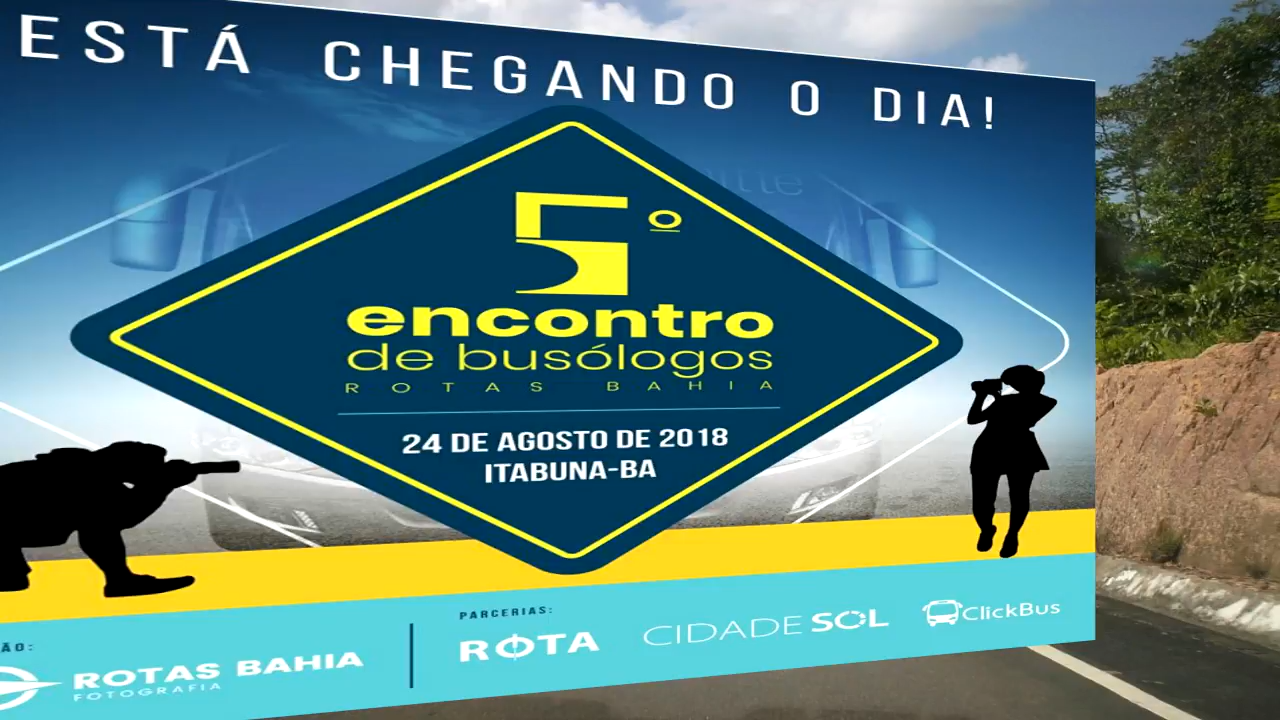 ESTÁ CHEGANDO O DIA!
5º
encontro
de busólogos
ROTAS BAHIA
24 DE AGOSTO DE 2018
ITABUNA-BA
ÃO:
ROTAS BAHIA
FOTOGRAFIA
PARCERIAS:
ROTA
CIDADE SOL
ClickBus